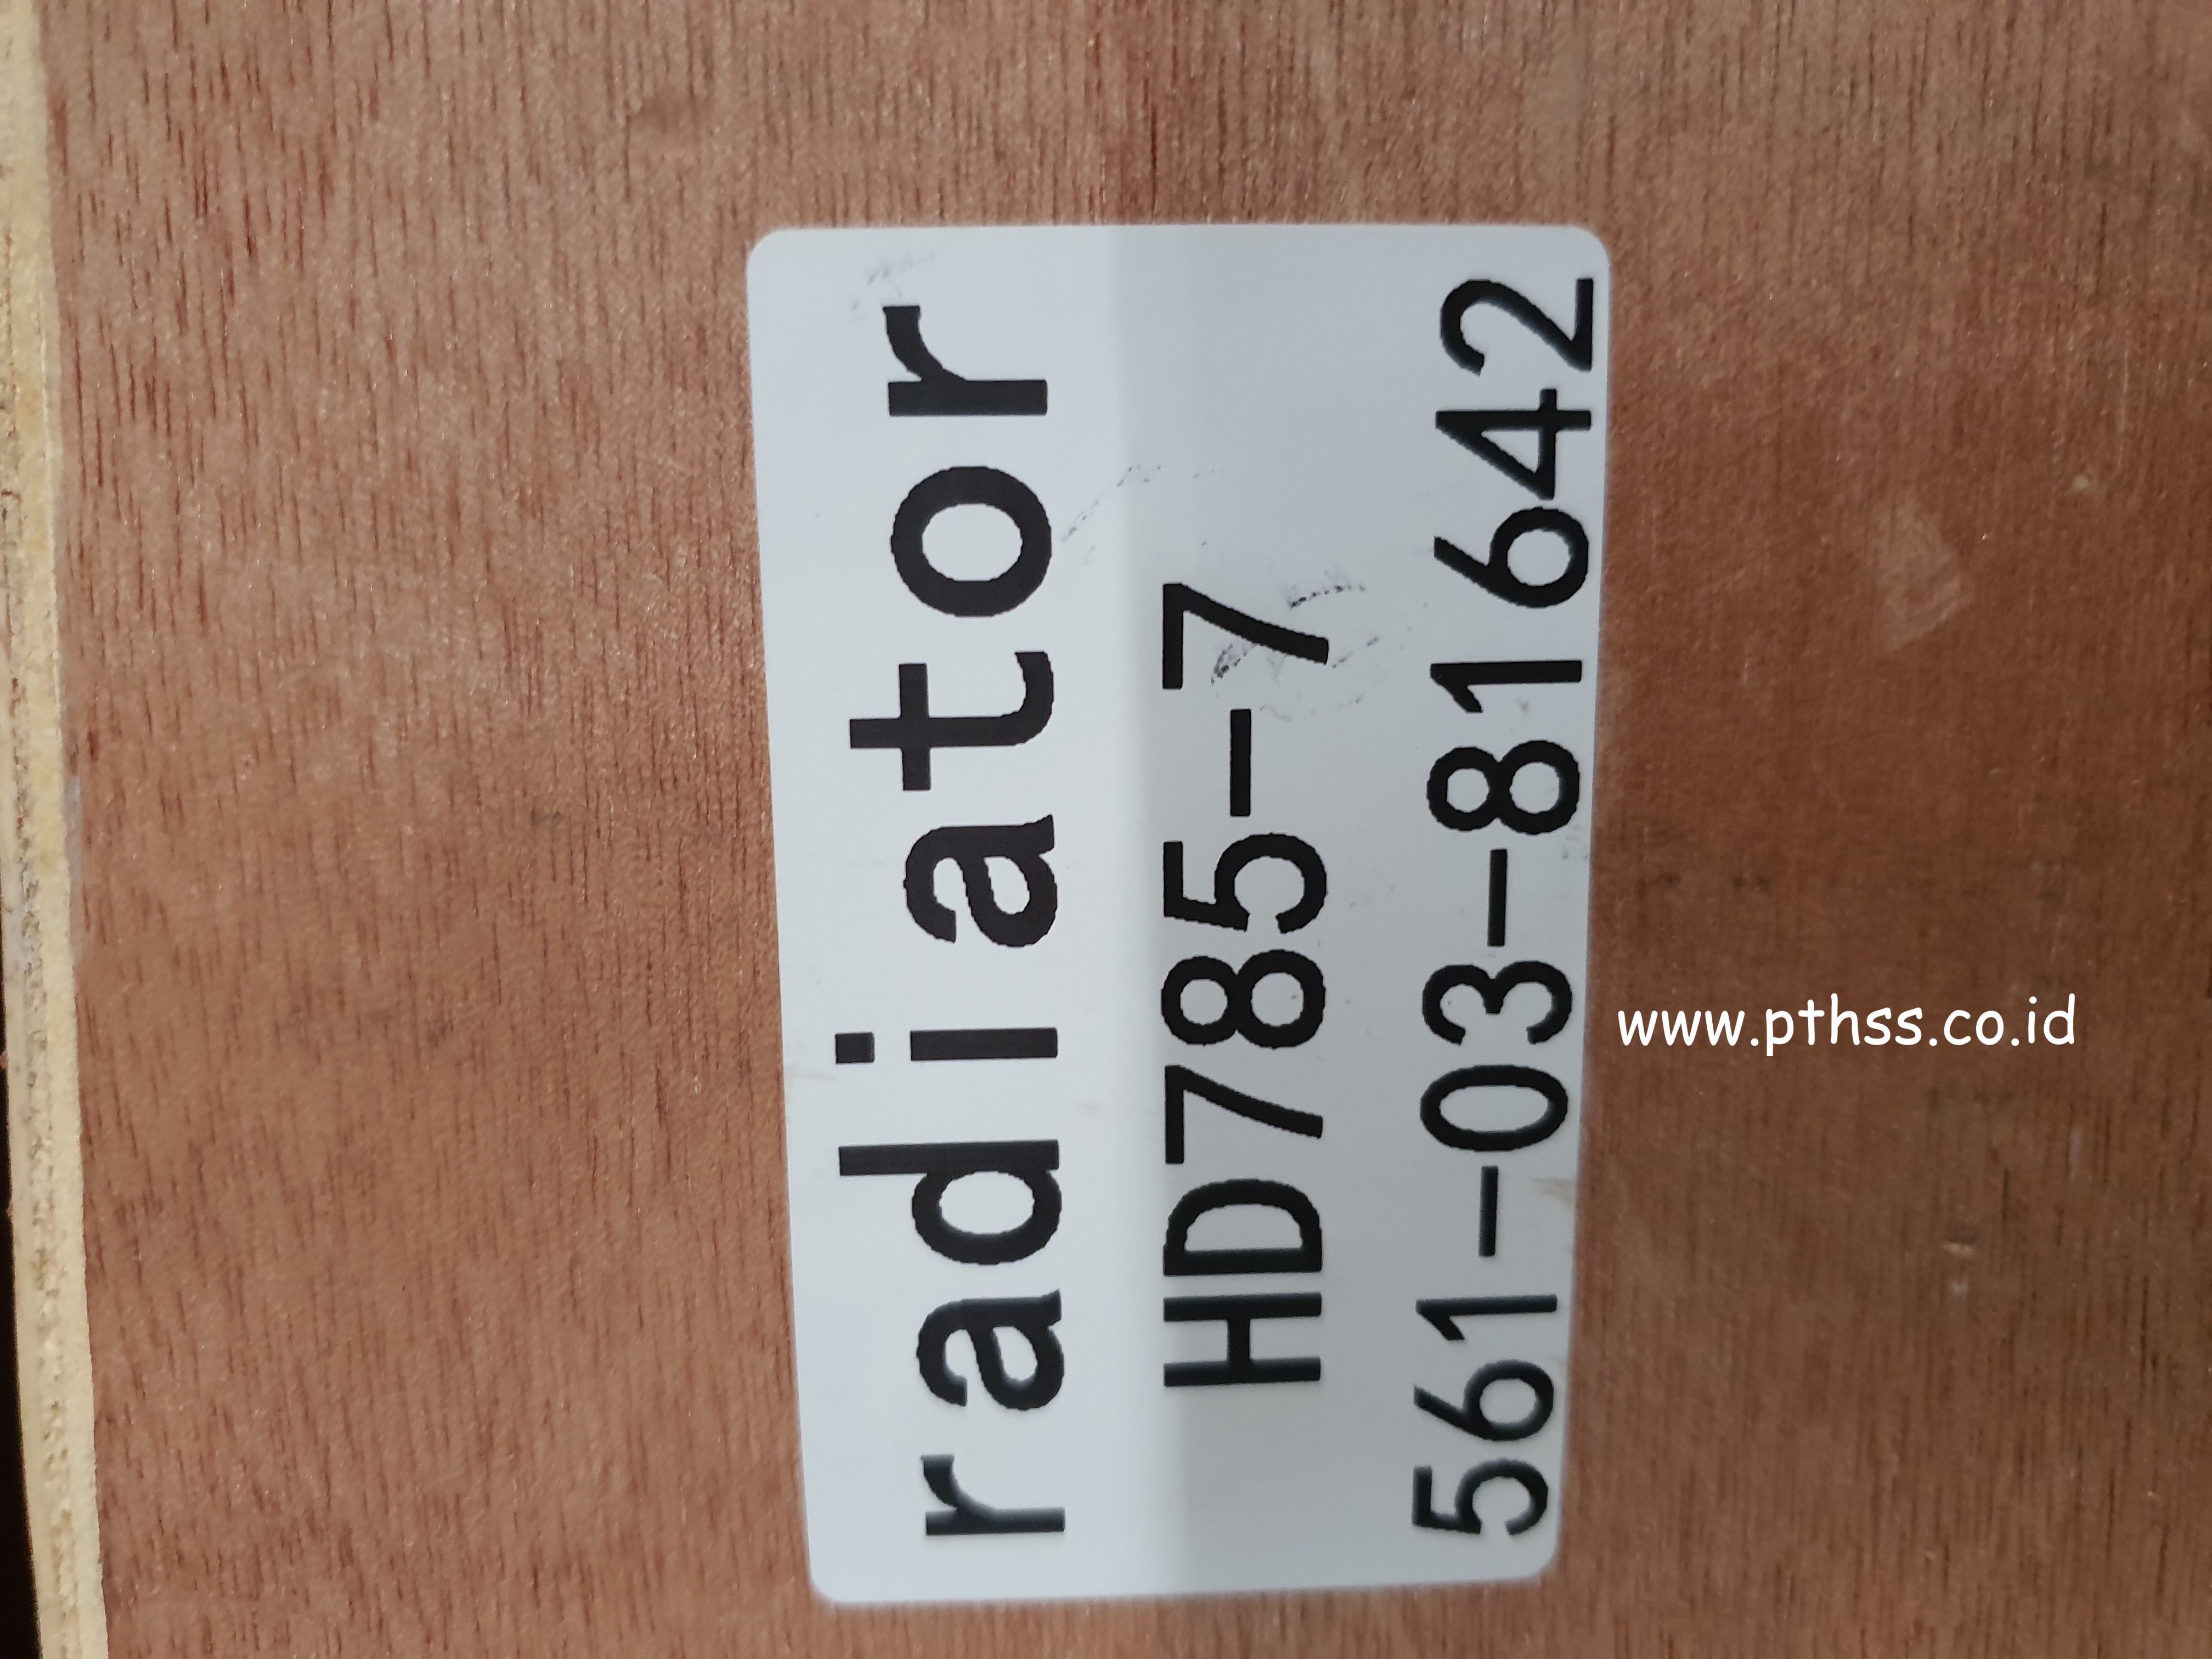 radiator
HD785-7
561-03-81642
www.pthss.co.id